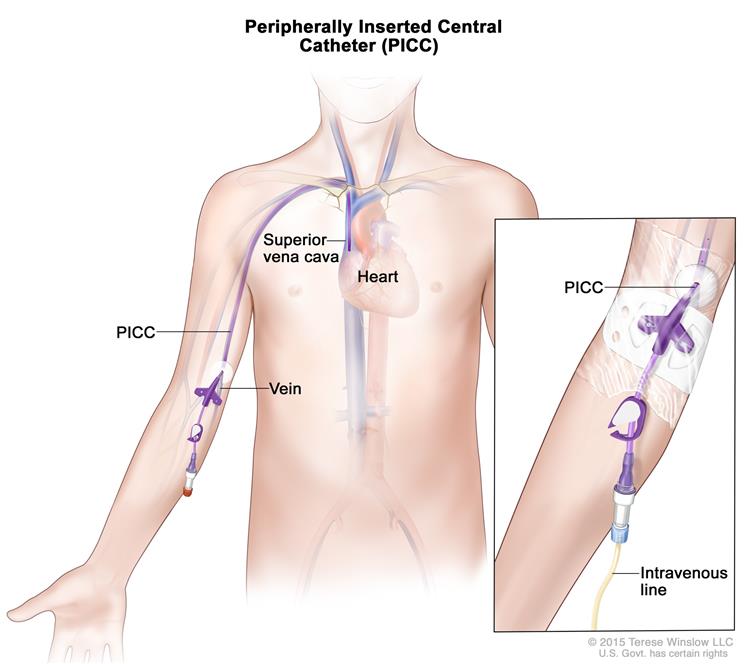 Peripherally Inserted Central
Catheter (PICC)
Superior
vena cava
Heart
PICC
Vein
PICC
Intravenous
line
© 2015 Terese Winslow LLC
U.S. Govt. has certain rights